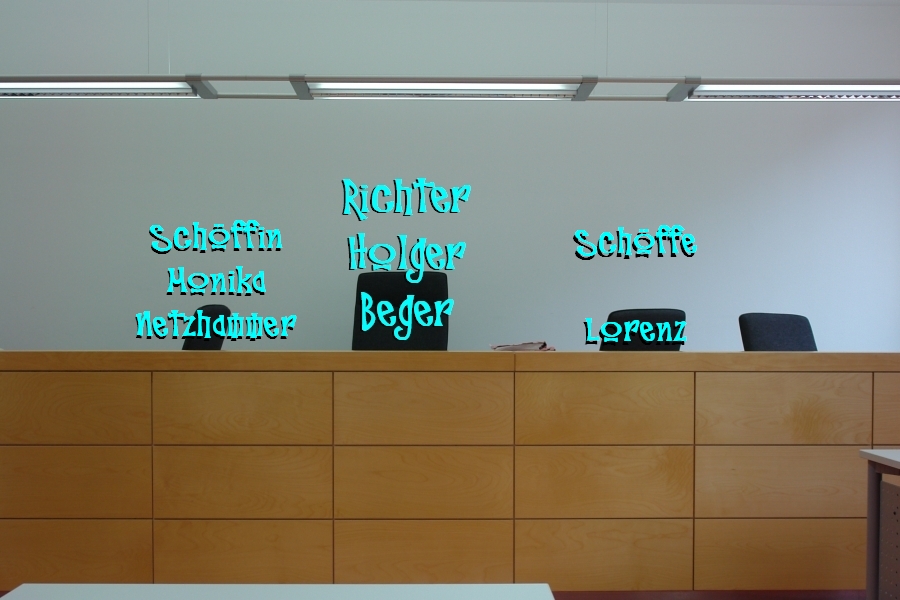 Schöffin
Monika
Netzhammer
Richter
Holger
Beger
Schöffe
Lorenz